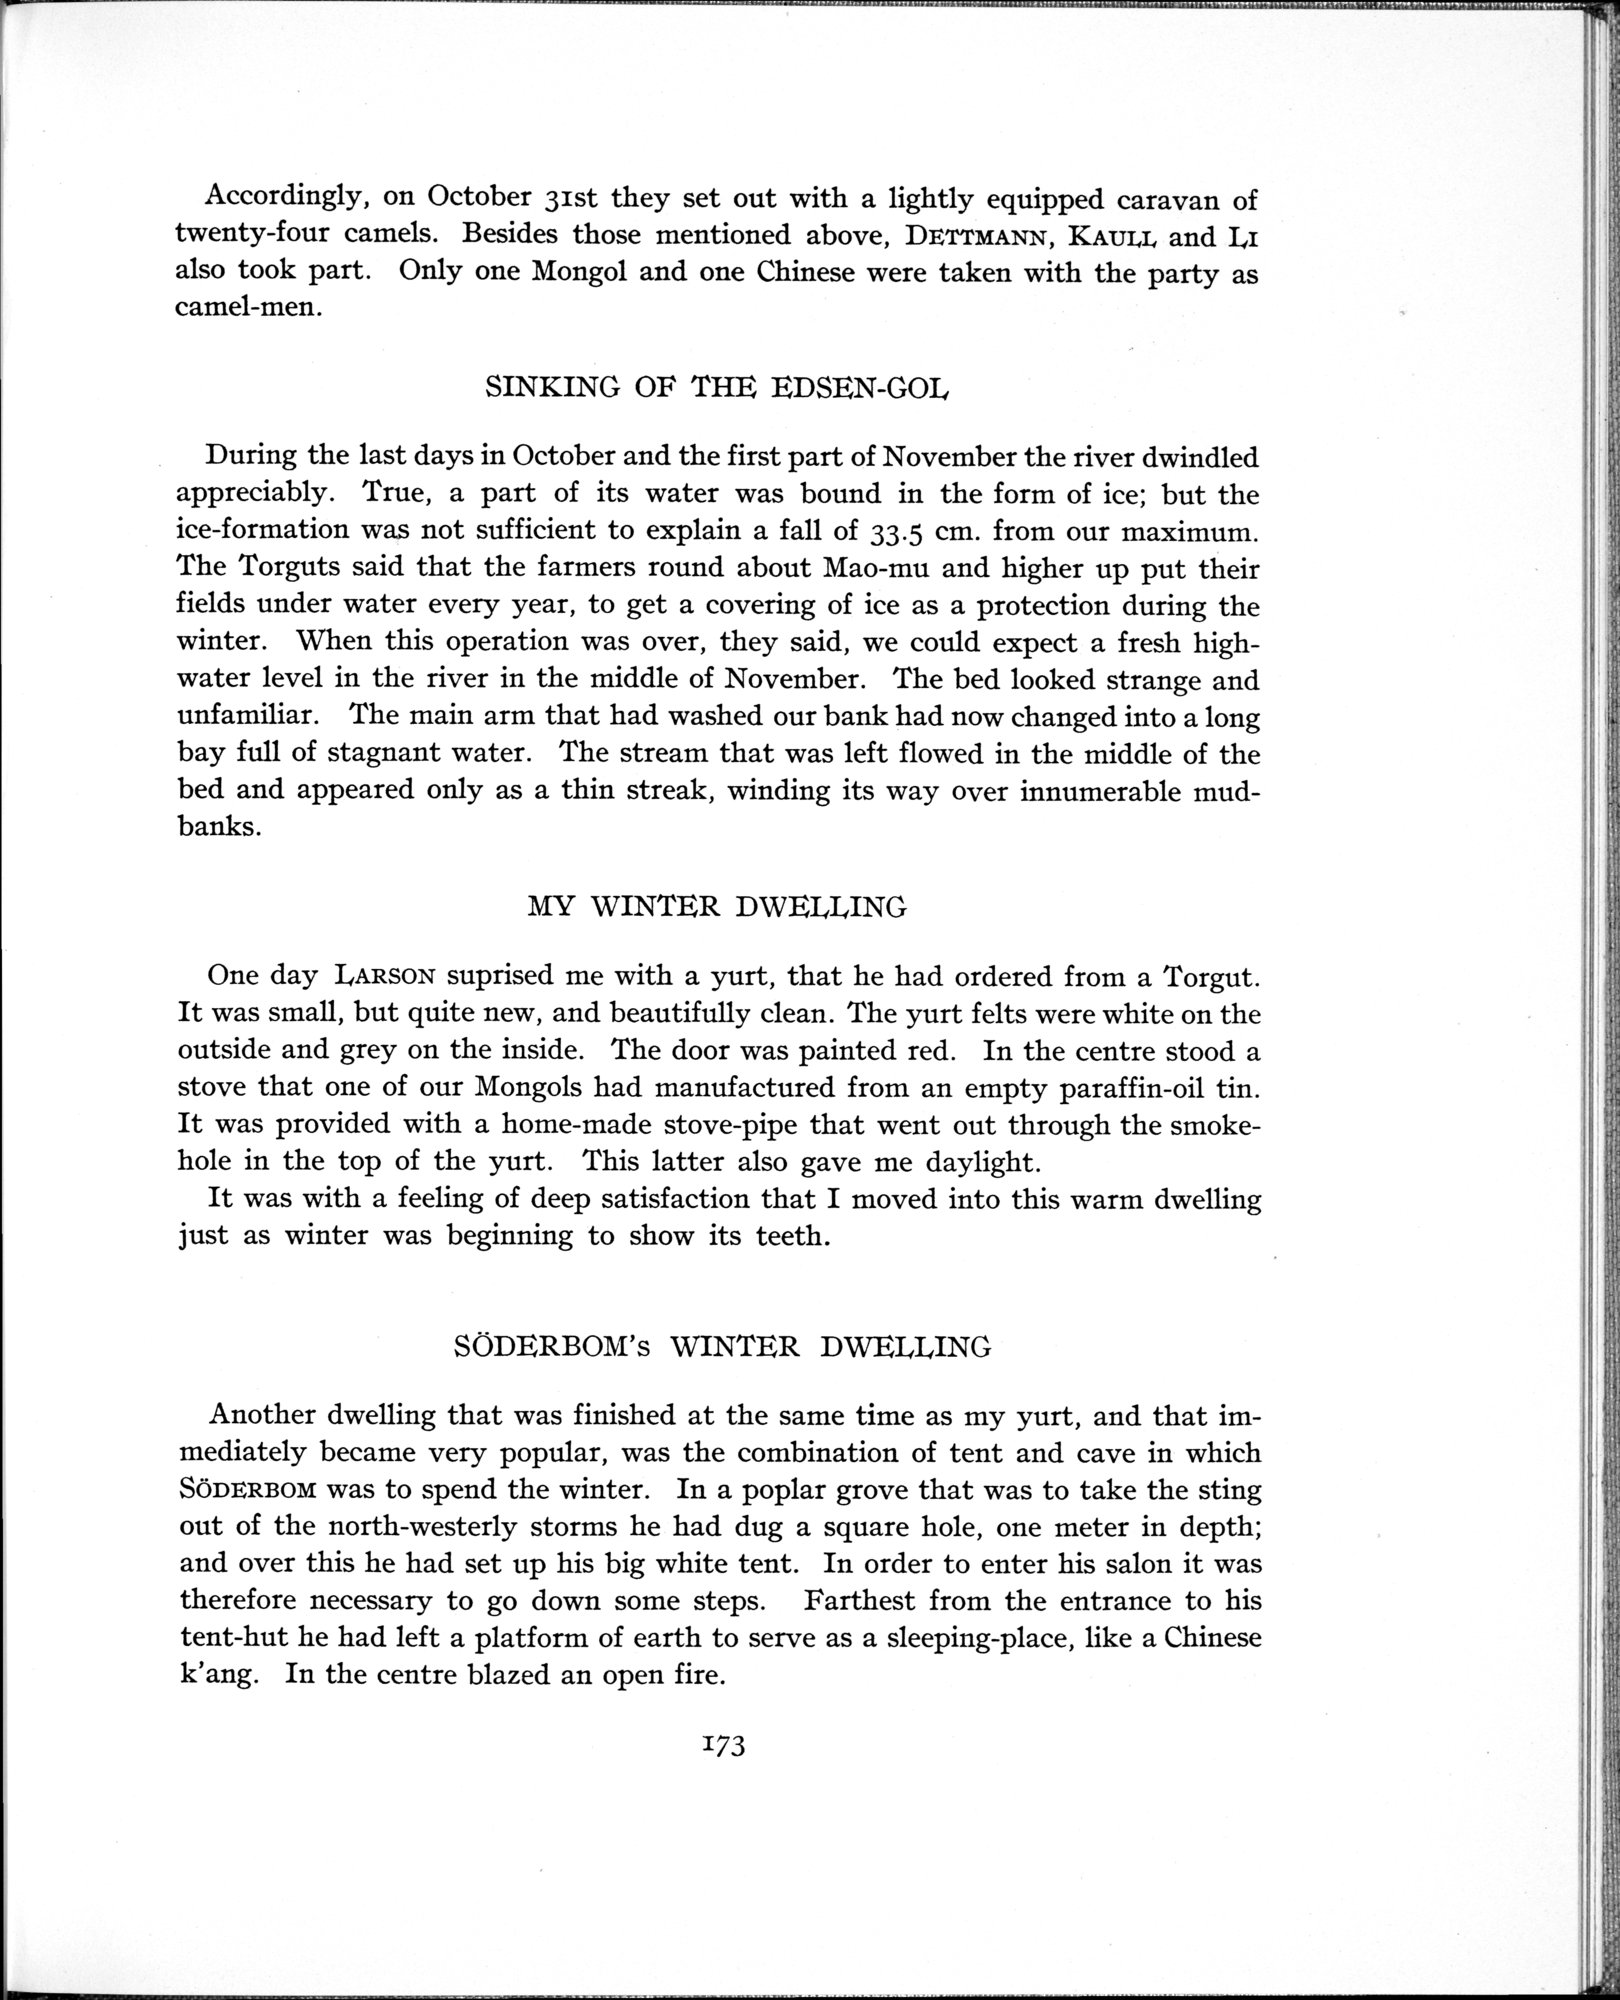 Accordingly, on October 31st they set out with a lightly equipped caravan of
twenty-four camels. Besides those mentioned above, DETTMANN, KAULL and LI
also took part. Only one Mongol and one Chinese were taken with the party as
camel-men.
SINKING OF THE EDSEN-GOL
During the last days in October and the first part of November the river dwindled
appreciably. True, a part of its water was bound in the form of ice; but the
ice-formation was not sufficient to explain a fall of 33.5 cm. from our maximum.
The Torguts said that the farmers round about Mao-mu and higher up put their
fields under water every year, to get a covering of ice as a protection during the
winter. When this operation was over, they said, we could expect a fresh high-
water level in the river in the middle of November. The bed looked strange and
unfamiliar. The main arm that had washed our bank had now changed into a long
bay full of stagnant water. The stream that was left flowed in the middle of the
bed and appeared only as a thin streak, winding its way over innumerable mud-
banks.
MY WINTER DWELLING
One day LARSON suprised me with a yurt, that he had ordered from a Torgut.
It was small, but quite new, and beautifully clean. The yurt felts were white on the
outside and grey on the inside. The door was painted red. In the centre stood a
stove that one of our Mongols had manufactured from an empty paraffin-oil tin.
It was provided with a home-made stove-pipe that went out through the smoke-
hole in the top of the yurt. This latter also gave me daylight.
It was with a feeling of deep satisfaction that I moved into this warm dwelling
just as winter was beginning to show its teeth.
SÖDERBOM's WINTER DWELLING
Another dwelling that was finished at the same time as my yurt, and that im-
mediately became very popular, was the combination of tent and cave in which
SÖDERBOM was to spend the winter. In a poplar grove that was to take the sting
out of the north-westerly storms he had dug a square hole, one meter in depth;
and over this he had set up his big white tent. In order to enter his salon it was
therefore necessary to go down some steps. Farthest from the entrance to his
tent-hut he had left a platform of earth to serve as a sleeping-place, like a Chinese
k'ang. In the centre blazed an open fire.
173